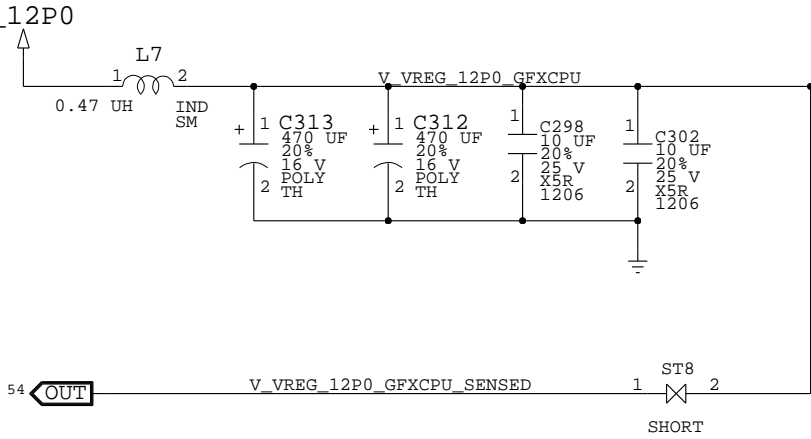 _12P0
L7
1 2
V_VREG_12P0_GFXCPU
0.47 UH
IND
SM
+ 1 C313
470 UF
20%
16 V
POLY
2 TH
+ 1 C312
470 UF
20%
16 V
POLY
2 TH
1 C298
10 UF
20%
25 V
2 X5R
1206
1 C302
10 UF
20%
25 V
2 X5R
1206
54 OUT
V_VREG_12P0_GFXCPU_SENSED
ST8
1 2
SHORT